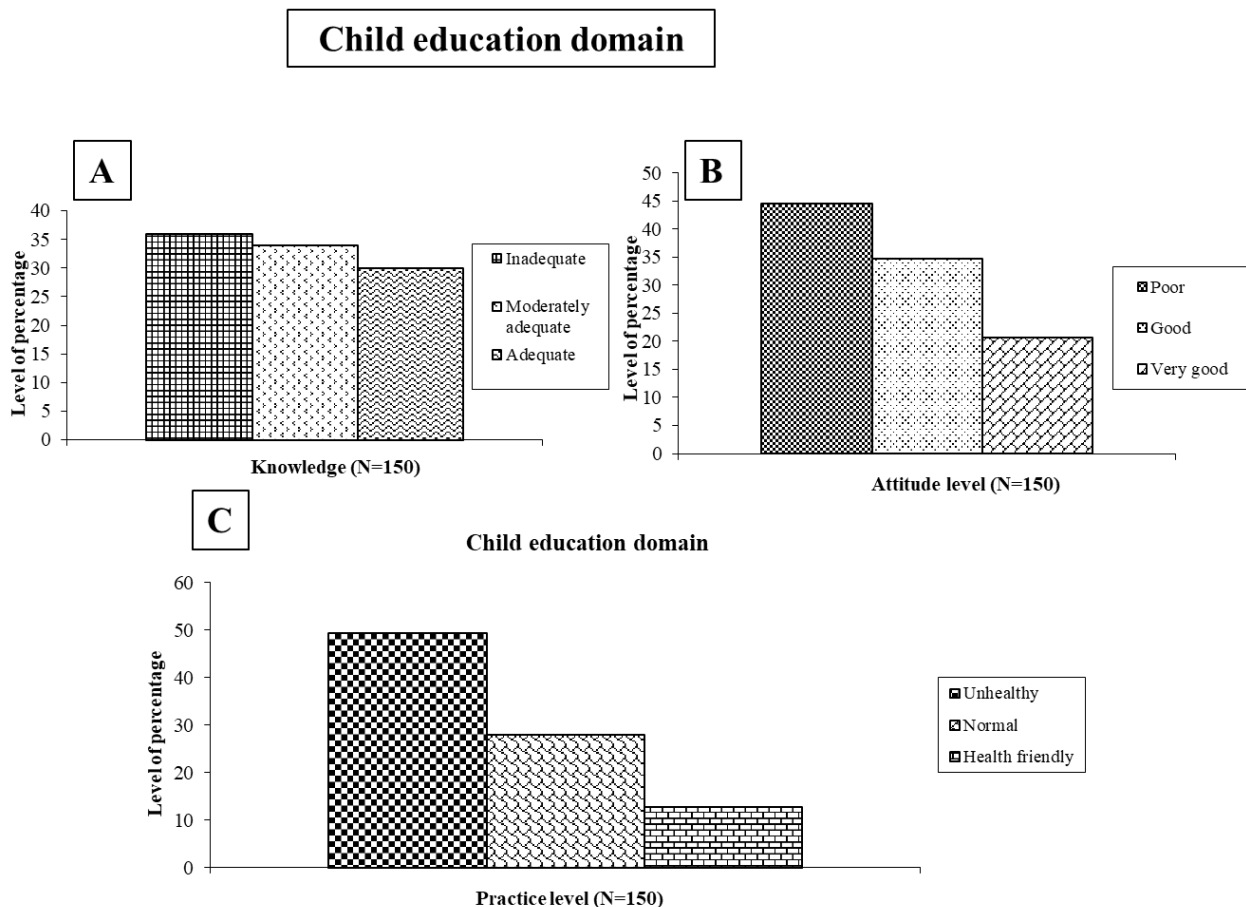 Child education domain
A
40
35
30
25
20
15
10
5
0
Level of percentage
Inadequate
Moderately
adequate
Adequate
Knowledge (N=150)
B
50
45
40
35
30
25
20
15
10
5
0
Level of percentage
Poor
Good
Very good
Attitude level (N=150)
C
Child education domain
60
50
40
30
20
10
0
Level of percentage
Unhealthy
Normal
Health friendly
Practice level (N=150)